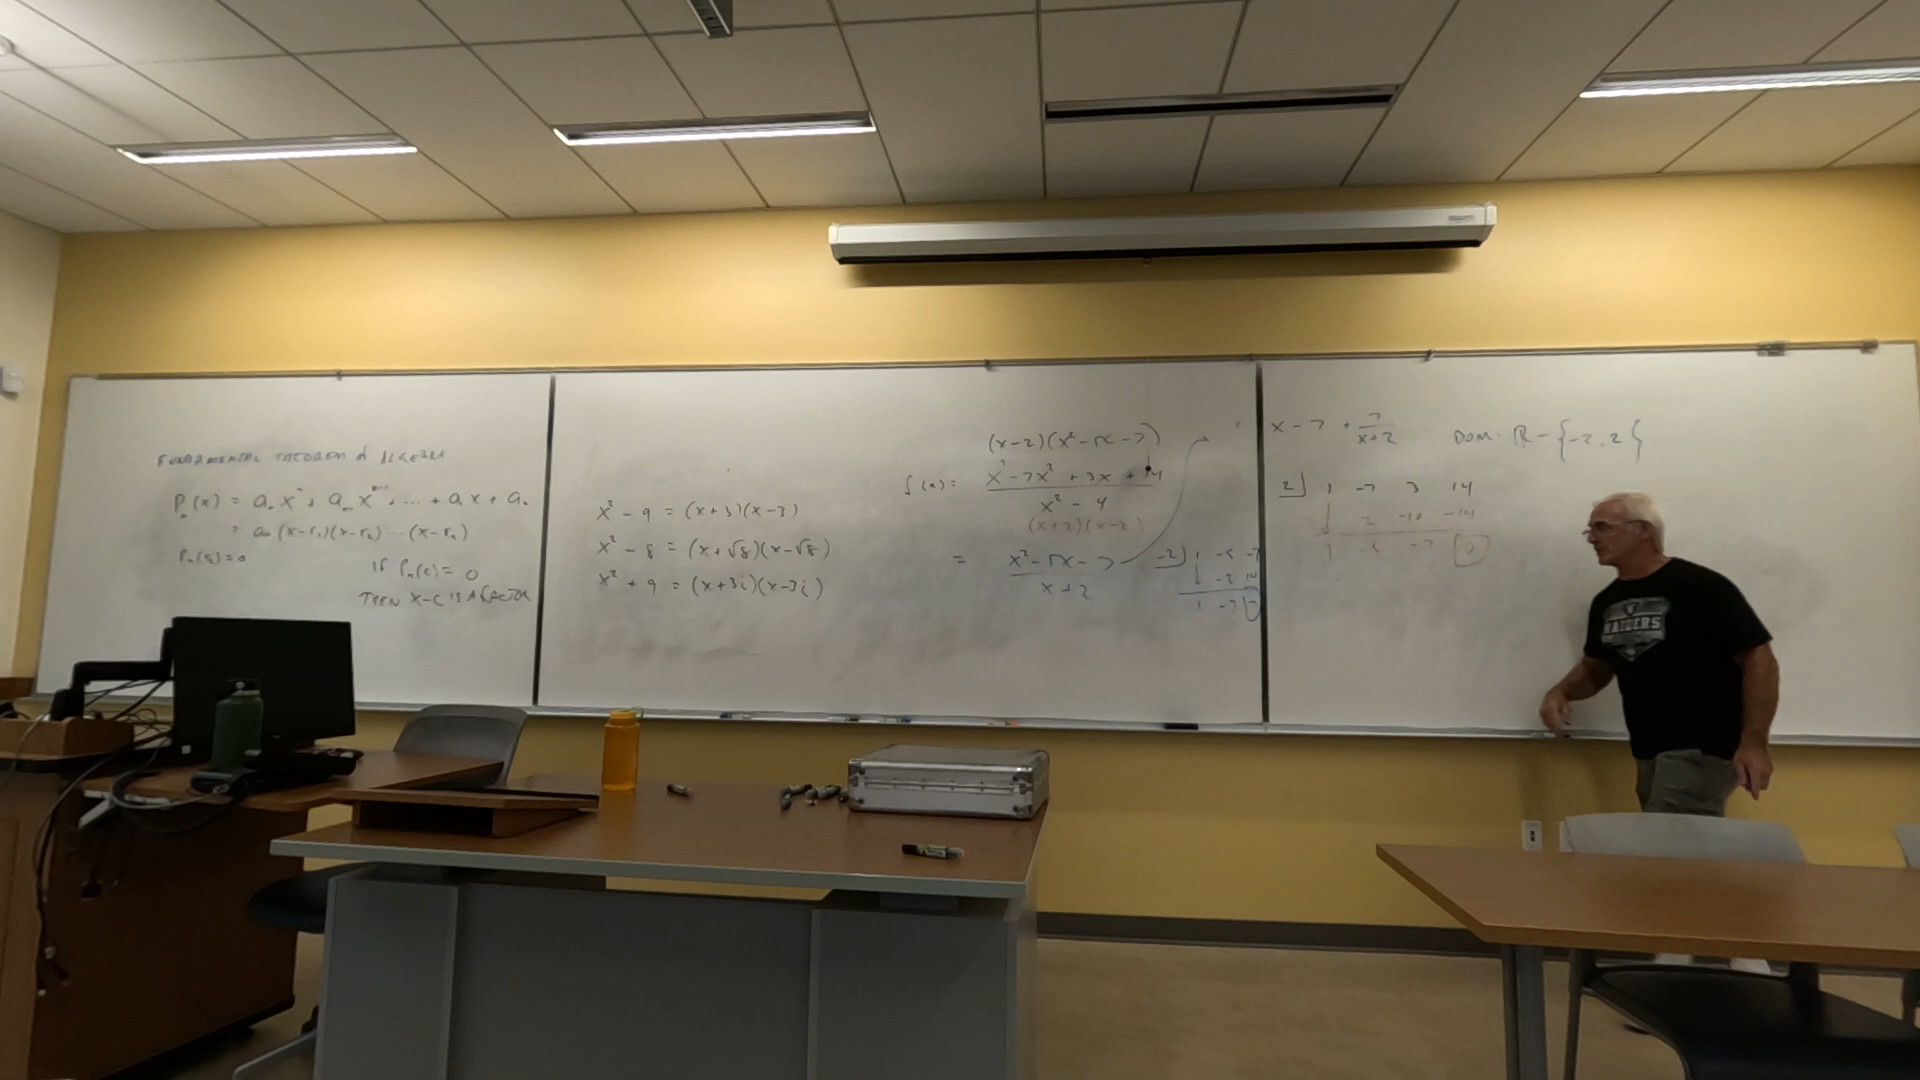 FUNDAMENTAL THEOREM of ALGEBRA
Pₙ(x) = aₙxⁿ + aₙ₋₁xⁿ⁻¹ + ... + a₁x + a₀
= aₙ(x-r₁)(x-r₂)...(x-rₙ)
IF Pₙ(c) = 0
THEN x-c IS A FACTOR
x² - 9 = (x+3)(x-3)
x² - 8 = (x+√8)(x-√8)
x² + 9 = (x+3i)(x-3i)
(x-2)(x²-5x-7)
f(x) = x³-7x²+3x+14
x² - 4
(x+2)(x-2)
= x²-5x-7
x+2
-2⌋ 1 -5 -7
-2 14
1 -7 7
= x-7 + 7/(x+2)
DOM: ℝ-{-2,2}
2⌋ 1 -7 3 14
2 -10 -14
1 -5 -7 0
RAIDERS